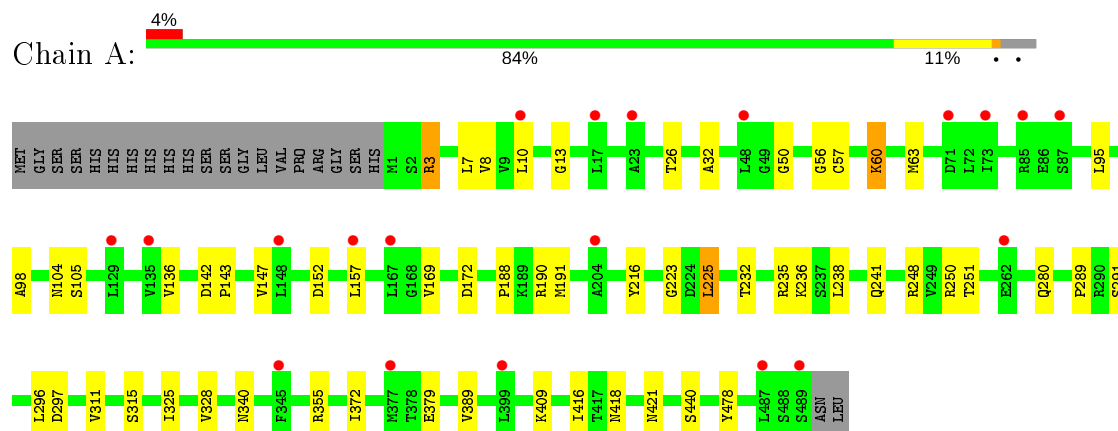 4%
Chain A:
84% 11% • •
MET GLY SER SER HIS HIS HIS HIS HIS HIS SER SER GLY LEU VAL PRO ARG GLY SER HIS M1 S2 R3 L7 V8 V9 L10 G13 L17 A23 T26 A32 L48 G49 G50 G56 C57 K60 M63 D71 L72 I73 R85 E86 S87 L95
A98 N104 S105 L129 V135 V136 D142 P143 V147 L148 D152 L157 L167 G168 V169 D172 P188 K189 R190 M191 A204 Y216 G223 D224 L225 T232 R235 K236 S237 L238 Q241 R248 V249 R250 T251 E262 Q280 P289 R290 S291
L296 D297 V311 S315 I325 V328 N340 F345 R355 I372 M377 T378 E379 V389 L399 K409 I416 T417 N418 N421 S440 Y478 L487 S488 S489 ASN LEU